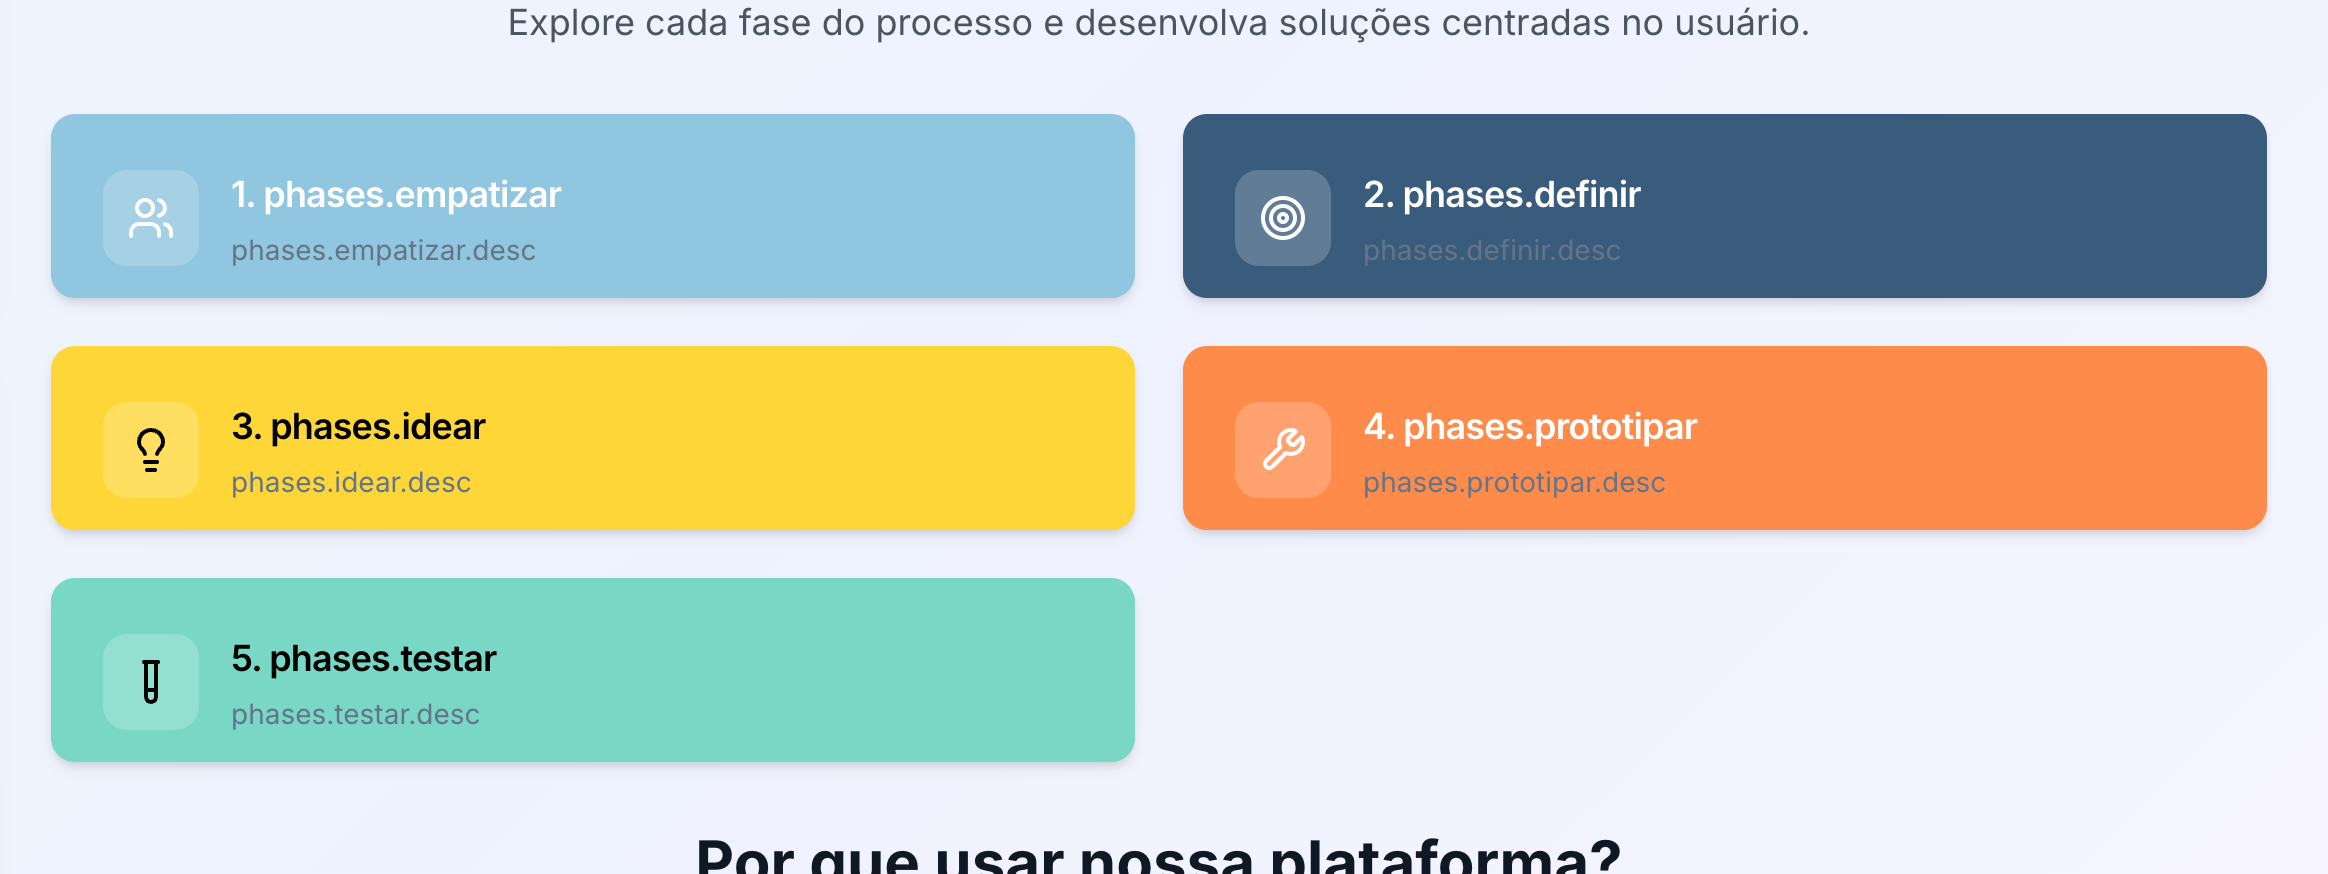 Explore cada fase do processo e desenvolva soluções centradas no usuário.
1. phases.empatizar
phases.empatizar.desc
2. phases.definir
phases.definir.desc
3. phases.idear
phases.idear.desc
4. phases.prototipar
phases.prototipar.desc
5. phases.testar
phases.testar.desc
Por que usar nossa plataforma?